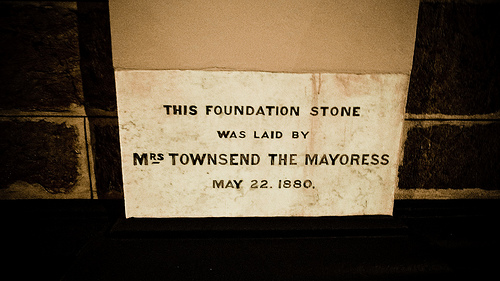 THIS FOUNDATION STONE
WAS LAID BY
MRS TOWNSEND THE MAYORESS
MAY 22. 1880.